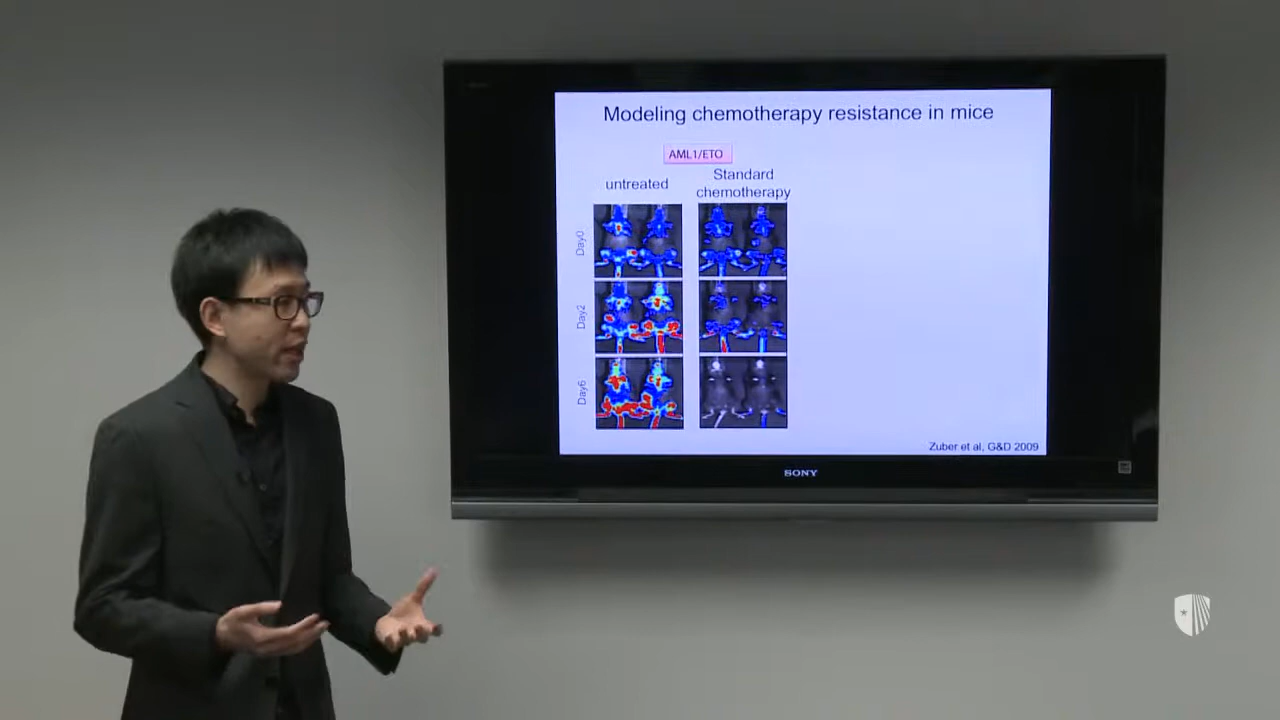 Modeling chemotherapy resistance in mice
AML1/ETO
untreated
Standard
chemotherapy
Day0
Day2
Day6
Zuber et al, G&D 2009
SONY